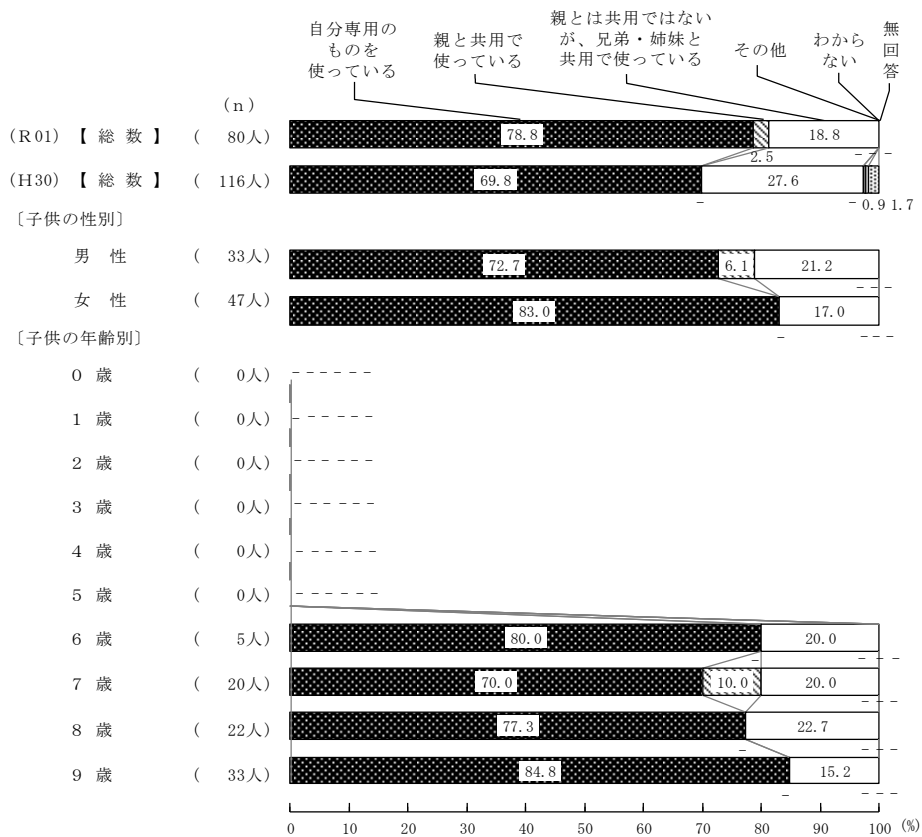 自分専用の
ものを
使っている
親と共用で
使っている
親とは共用ではない
が、兄弟・姉妹と
共用で使っている
その他
わから
ない
無
回
答
(n)
(R01) 【 総 数 】 ( 80人) 78.8 2.5 18.8 - - -
(H30) 【 総 数 】 ( 116人) 69.8 - 27.6 - 0.9 1.7
〔子供の性別〕
男 性 ( 33人) 72.7 6.1 21.2 - - -
女 性 ( 47人) 83.0 - 17.0 - - -
〔子供の年齢別〕
0 歳 ( 0人) - - - - - -
1 歳 ( 0人) - - - - - -
2 歳 ( 0人) - - - - - -
3 歳 ( 0人) - - - - - -
4 歳 ( 0人) - - - - - -
5 歳 ( 0人) - - - - - -
6 歳 ( 5人) 80.0 - 20.0 - - -
7 歳 ( 20人) 70.0 10.0 20.0 - - -
8 歳 ( 22人) 77.3 - 22.7 - - -
9 歳 ( 33人) 84.8 - 15.2 - - -
0 10 20 30 40 50 60 70 80 90 100 (%)